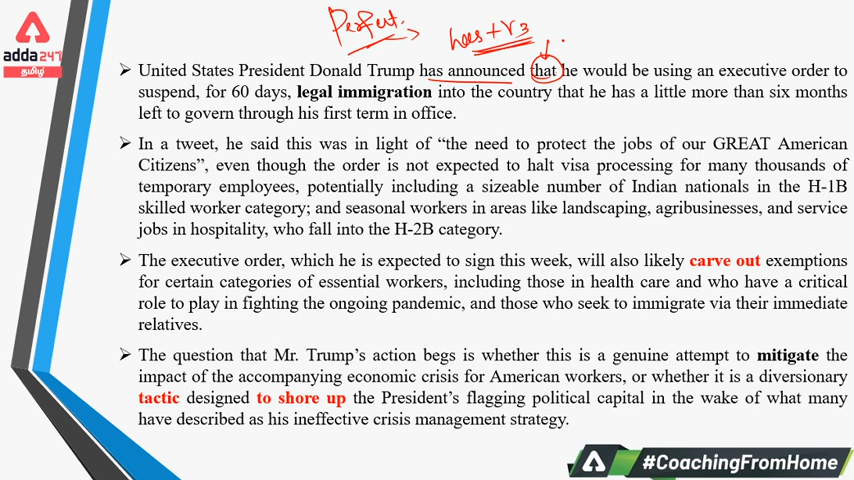 Perfect.
has + V3
adda247
தமிழ்
United States President Donald Trump has announced that he would be using an executive order to
suspend, for 60 days, legal immigration into the country that he has a little more than six months
left to govern through his first term in office.
In a tweet, he said this was in light of “the need to protect the jobs of our GREAT American
Citizens”, even though the order is not expected to halt visa processing for many thousands of
temporary employees, potentially including a sizeable number of Indian nationals in the H-1B
skilled worker category; and seasonal workers in areas like landscaping, agribusinesses, and service
jobs in hospitality, who fall into the H-2B category.
The executive order, which he is expected to sign this week, will also likely carve out exemptions
for certain categories of essential workers, including those in health care and who have a critical
role to play in fighting the ongoing pandemic, and those who seek to immigrate via their immediate
relatives.
The question that Mr. Trump’s action begs is whether this is a genuine attempt to mitigate the
impact of the accompanying economic crisis for American workers, or whether it is a diversionary
tactic designed to shore up the President’s flagging political capital in the wake of what many
have described as his ineffective crisis management strategy.
#CoachingFromHome